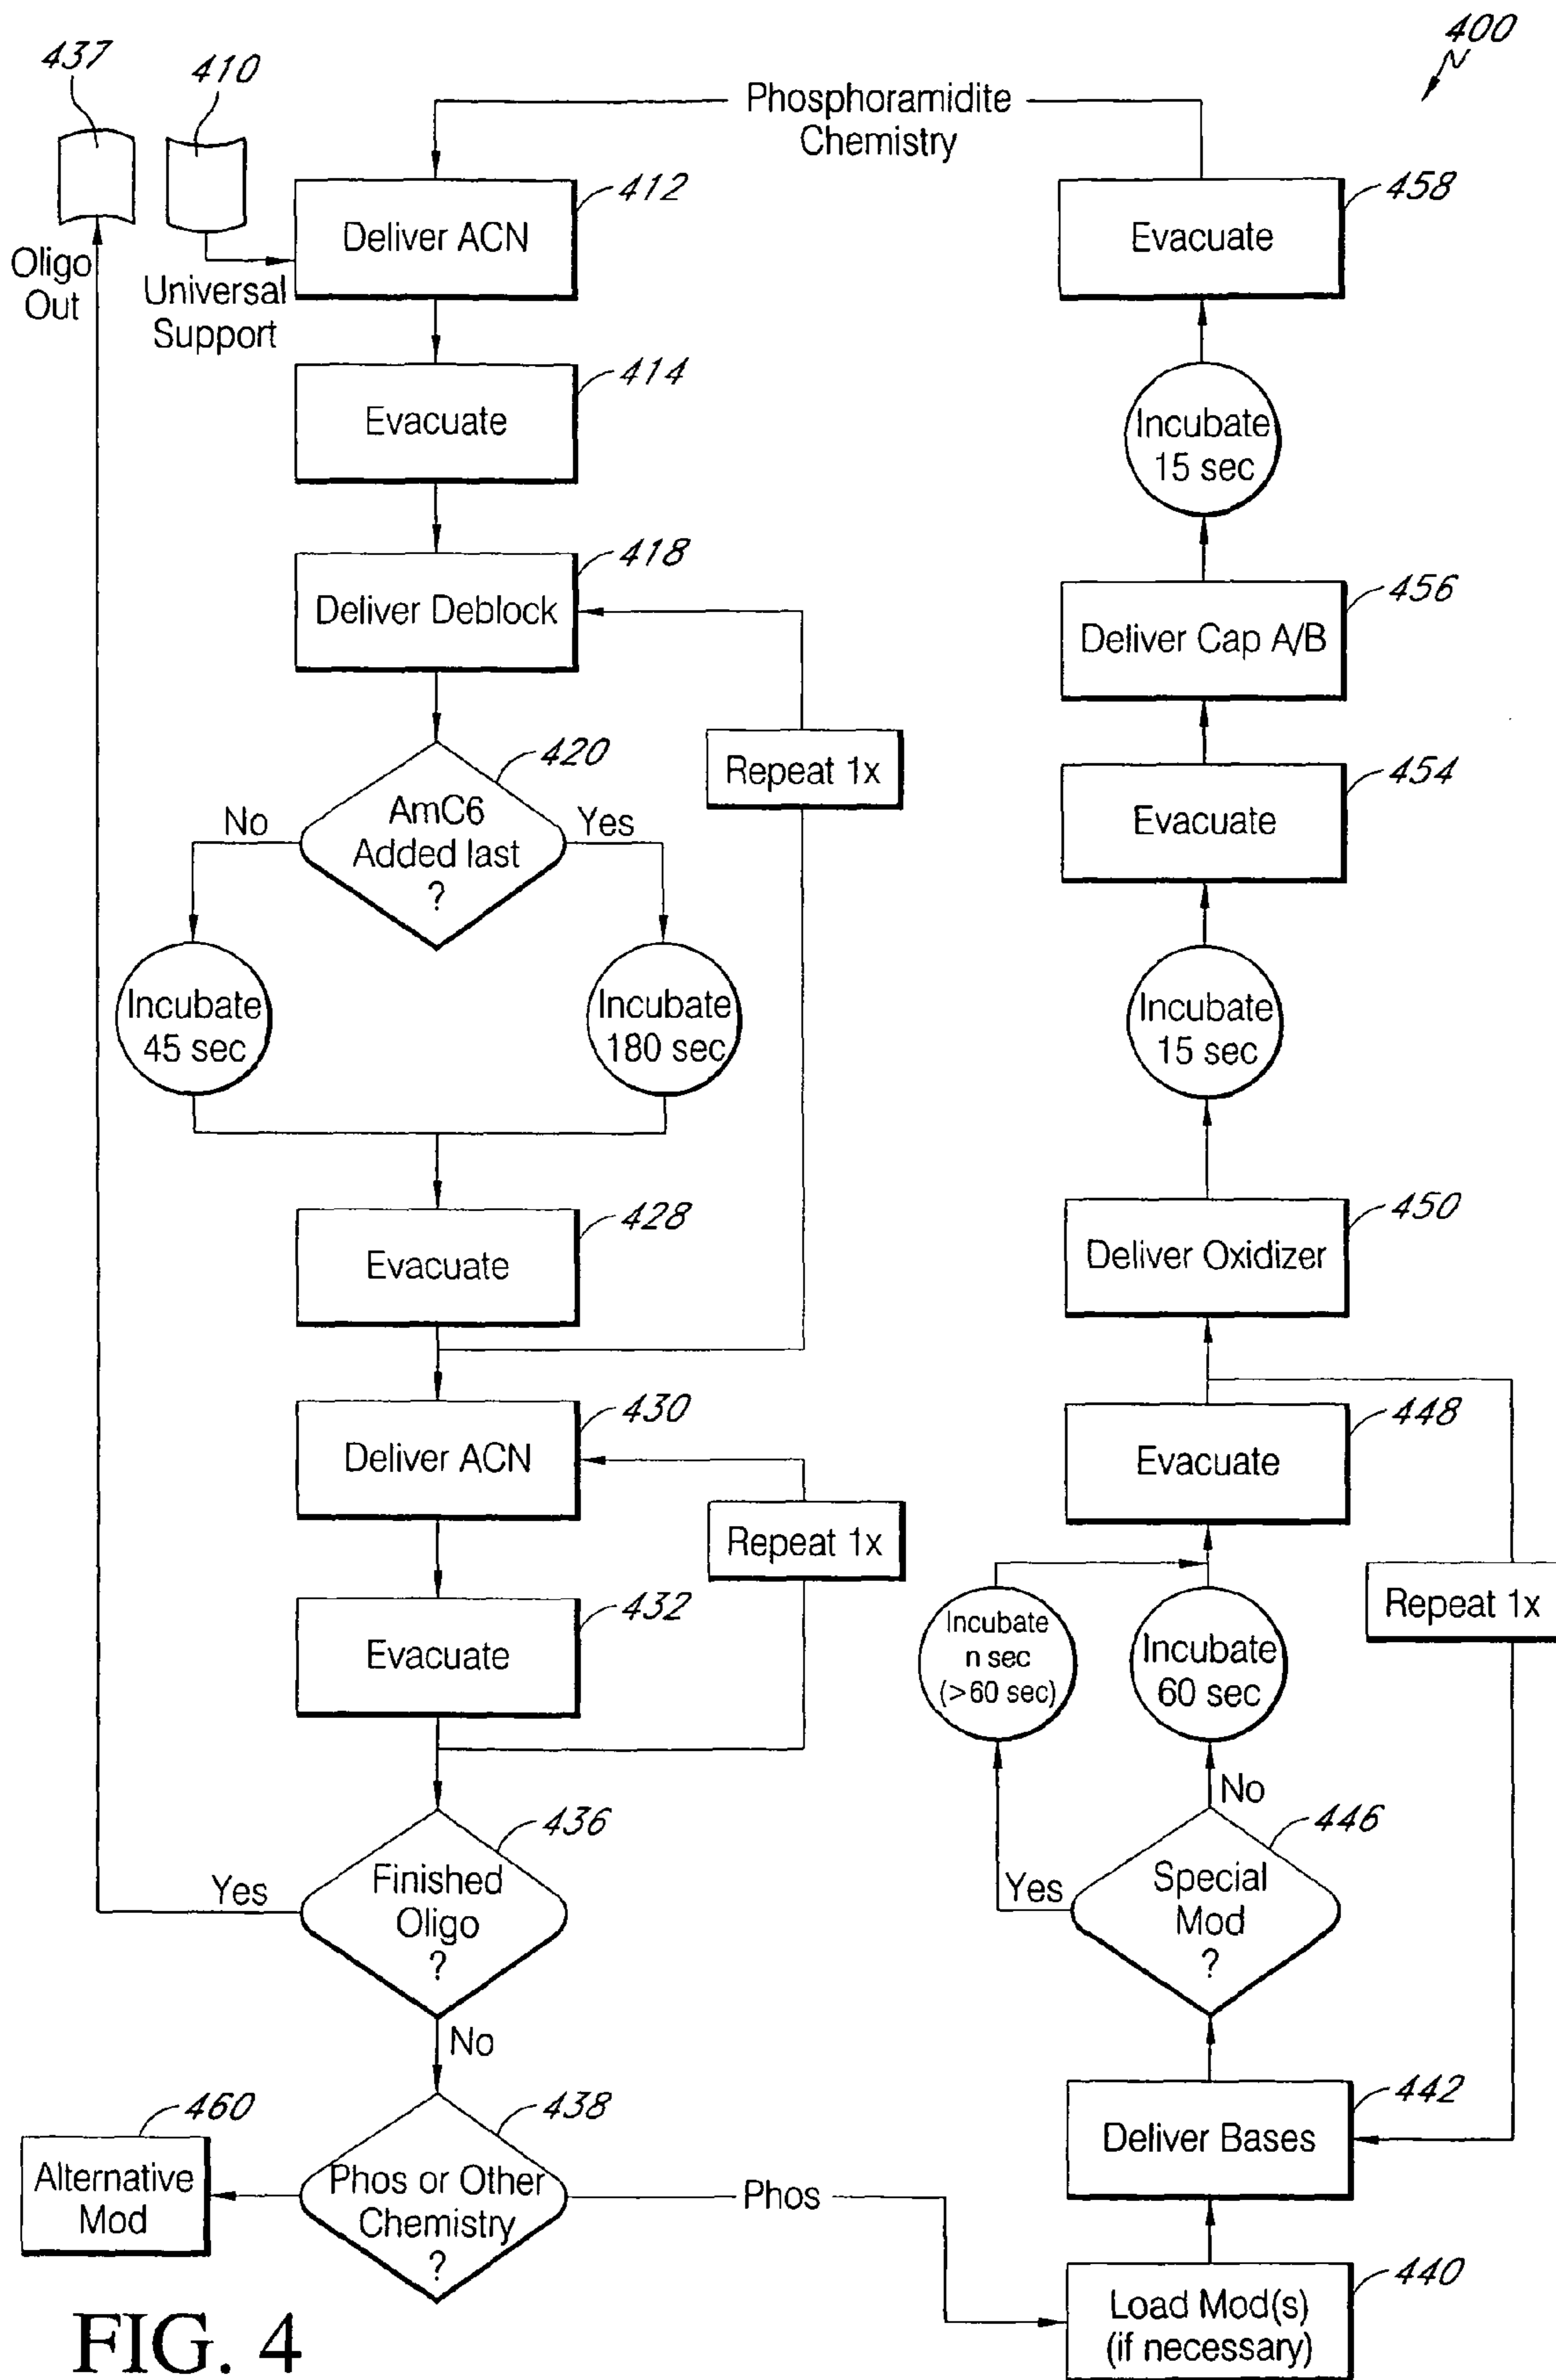 400
437
410
Phosphoramidite
Chemistry
412
Deliver ACN
Oligo
Out
Universal
Support
414
Evacuate
418
Deliver Deblock
Repeat 1x
420
AmC6
Added last
?
No
Yes
Incubate
45 sec
Incubate
180 sec
428
Evacuate
430
Deliver ACN
Repeat 1x
432
Evacuate
436
Finished
Oligo
?
Yes
No
438
Phos or Other
Chemistry
?
460
Alternative
Mod
Phos
458
Evacuate
Incubate
15 sec
456
Deliver Cap A/B
454
Evacuate
Incubate
15 sec
450
Deliver Oxidizer
448
Evacuate
Repeat 1x
Incubate
n sec
(>60 sec)
Incubate
60 sec
No
446
Special
Mod
?
Yes
442
Deliver Bases
440
Load Mod(s)
(if necessary)
FIG. 4